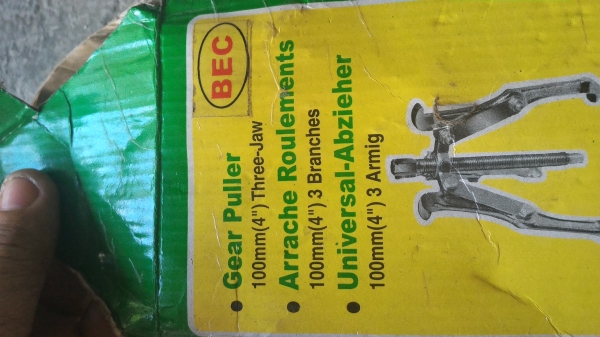 BEC
Gear Puller
100mm(4") Three-Jaw
Arrache Roulements
100mm(4") 3 Branches
Universal-Abzieher
100mm(4") 3 Armig